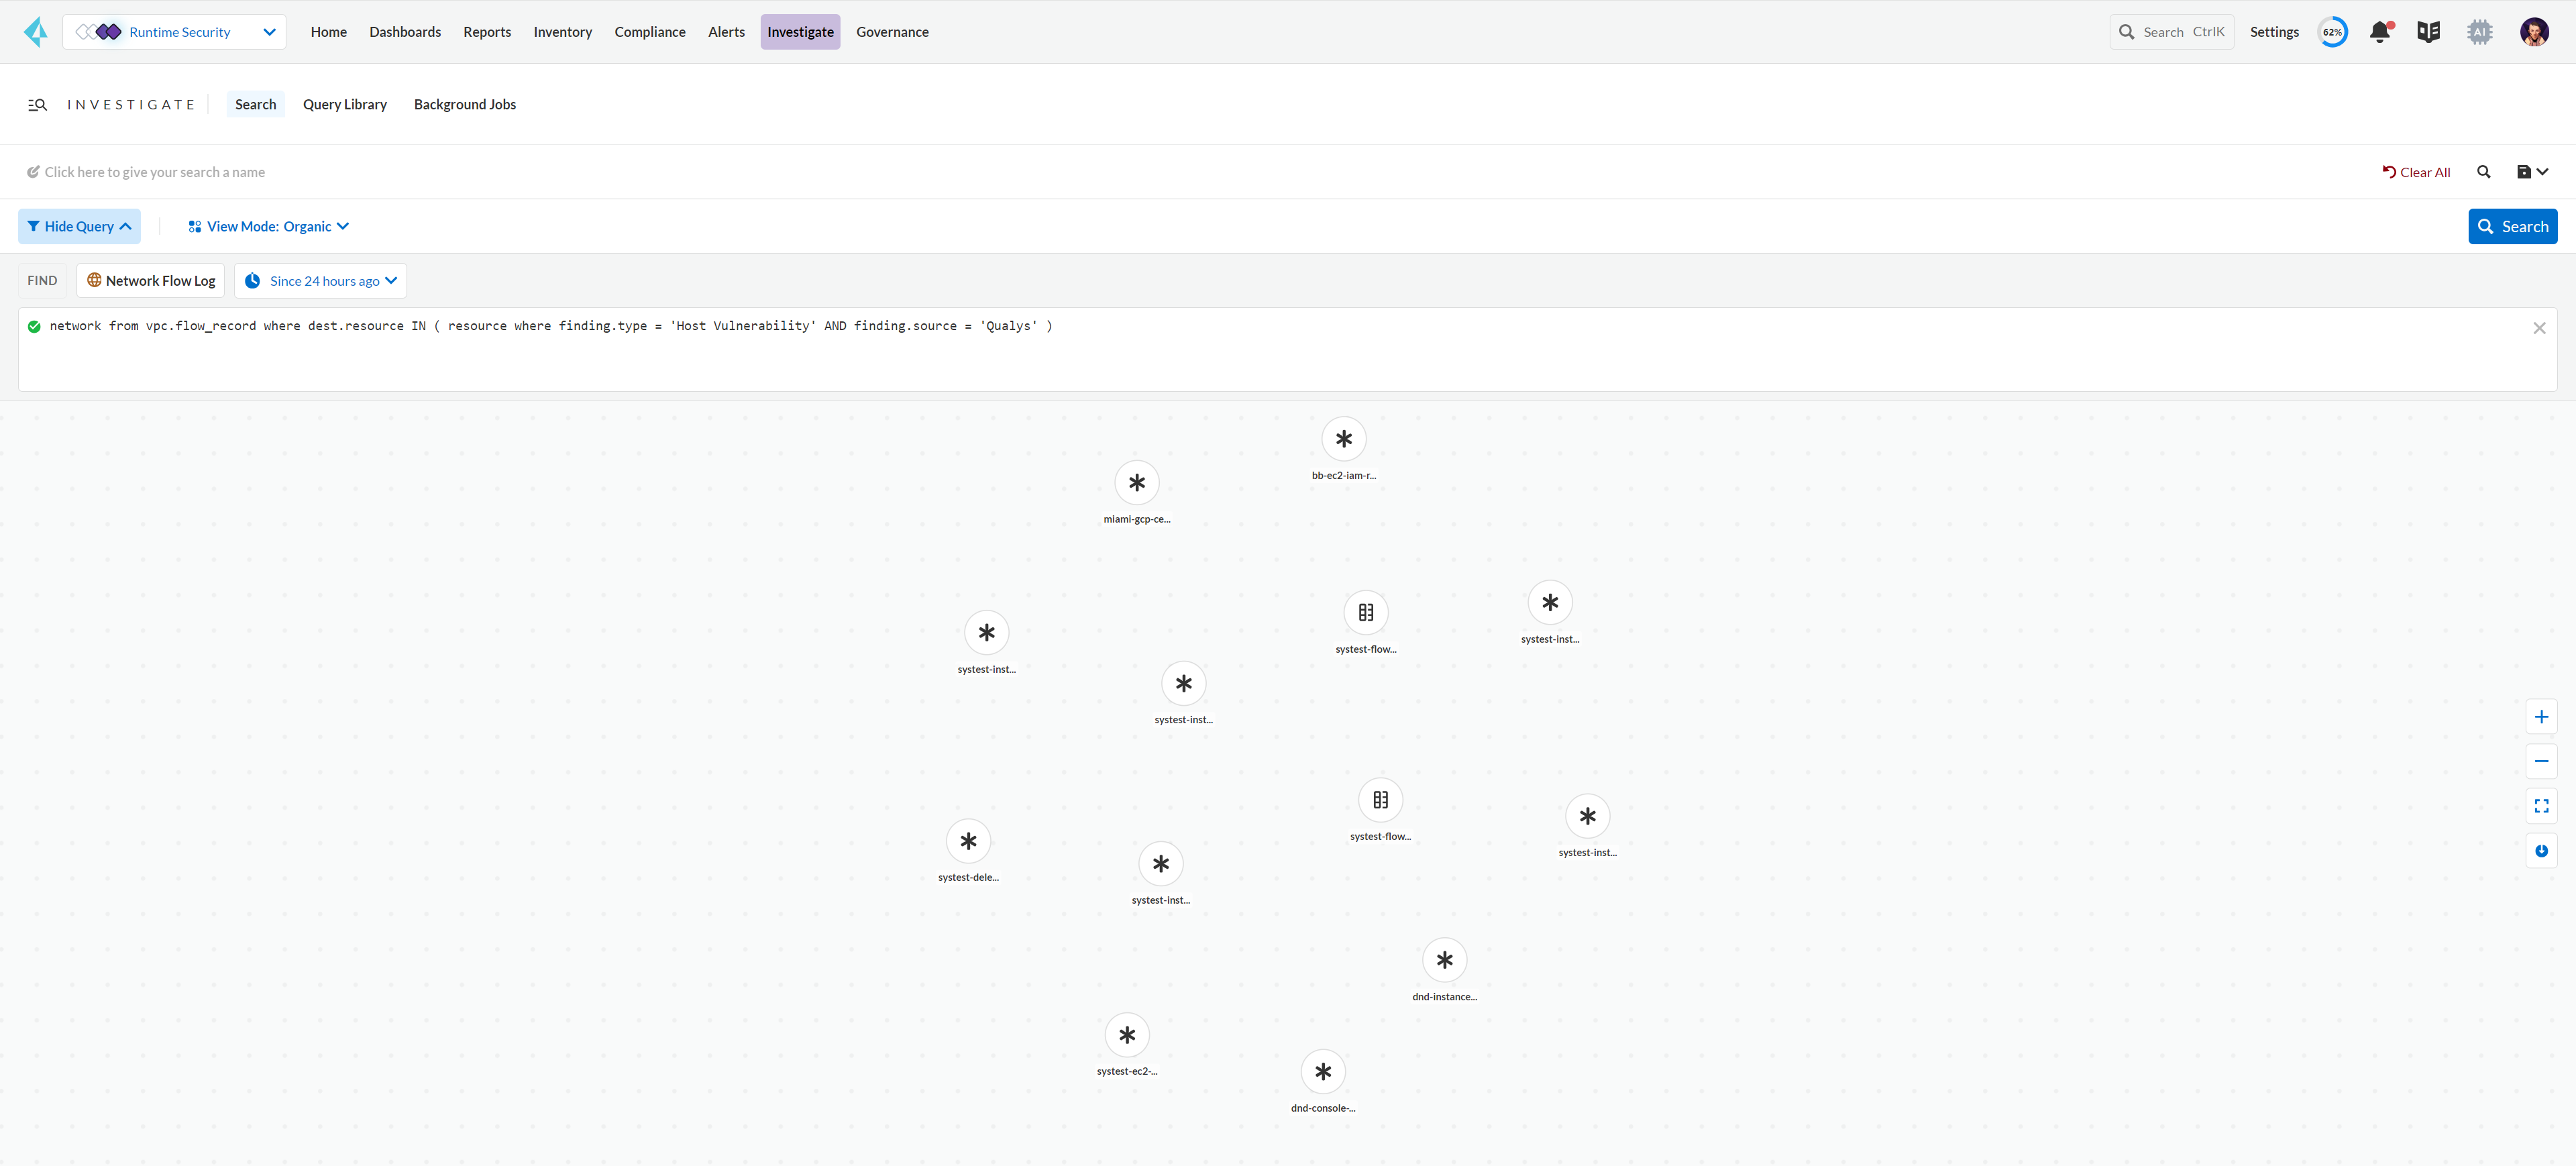 Runtime Security Home Dashboards Reports Inventory Compliance Alerts Investigate Governance Search CtrlK Settings 62% AI
INVESTIGATE Search Query Library Background Jobs
Click here to give your search a name Clear All
Hide Query View Mode: Organic Search
FIND Network Flow Log Since 24 hours ago
network from vpc.flow_record where dest.resource IN ( resource where finding.type = 'Host Vulnerability' AND finding.source = 'Qualys' )
bb-ec2-iam-r...
miami-gcp-ce...
systest-inst...
systest-flow...
systest-inst...
systest-inst...
systest-flow...
systest-inst...
systest-dele...
systest-inst...
dnd-instance...
systest-ec2-...
dnd-console-...